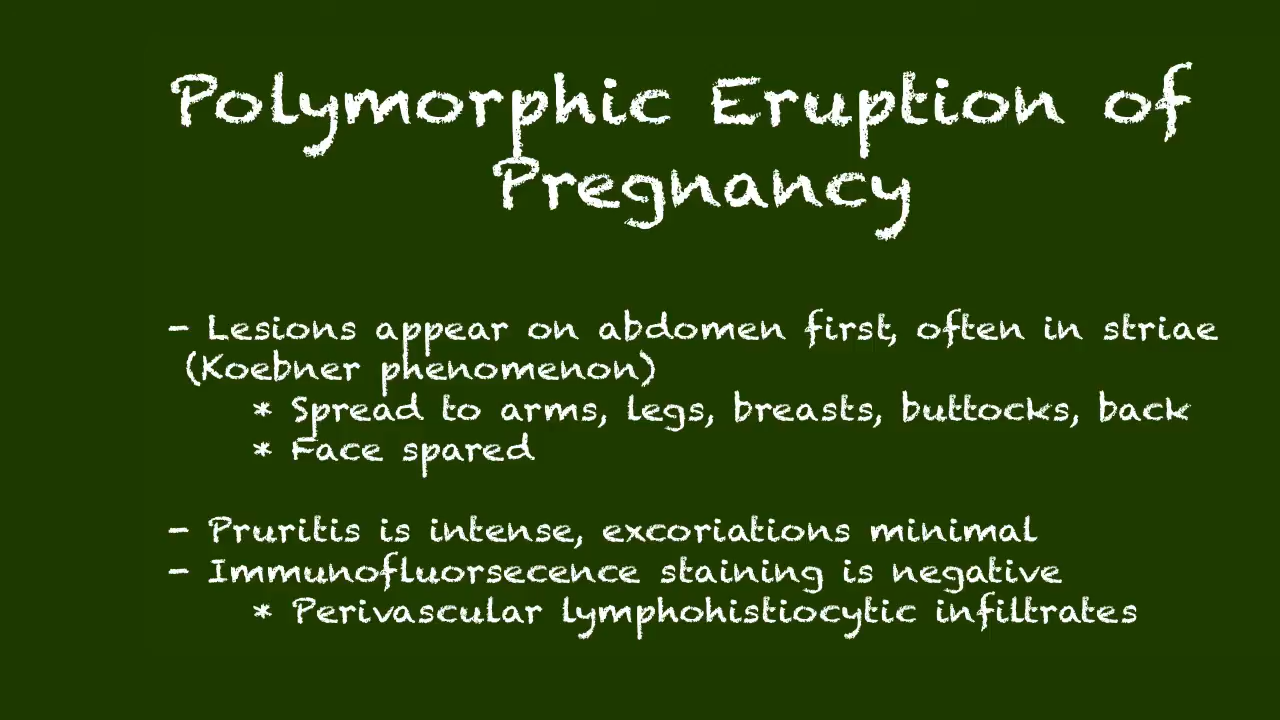 Polymorphic Eruption of
Pregnancy
- Lesions appear on abdomen first, often in striae
(Koebner phenomenon)
* Spread to arms, legs, breasts, buttocks, back
* Face spared
- Pruritis is intense, excoriations minimal
- Immunofluorsecence staining is negative
* Perivascular lymphohistiocytic infiltrates